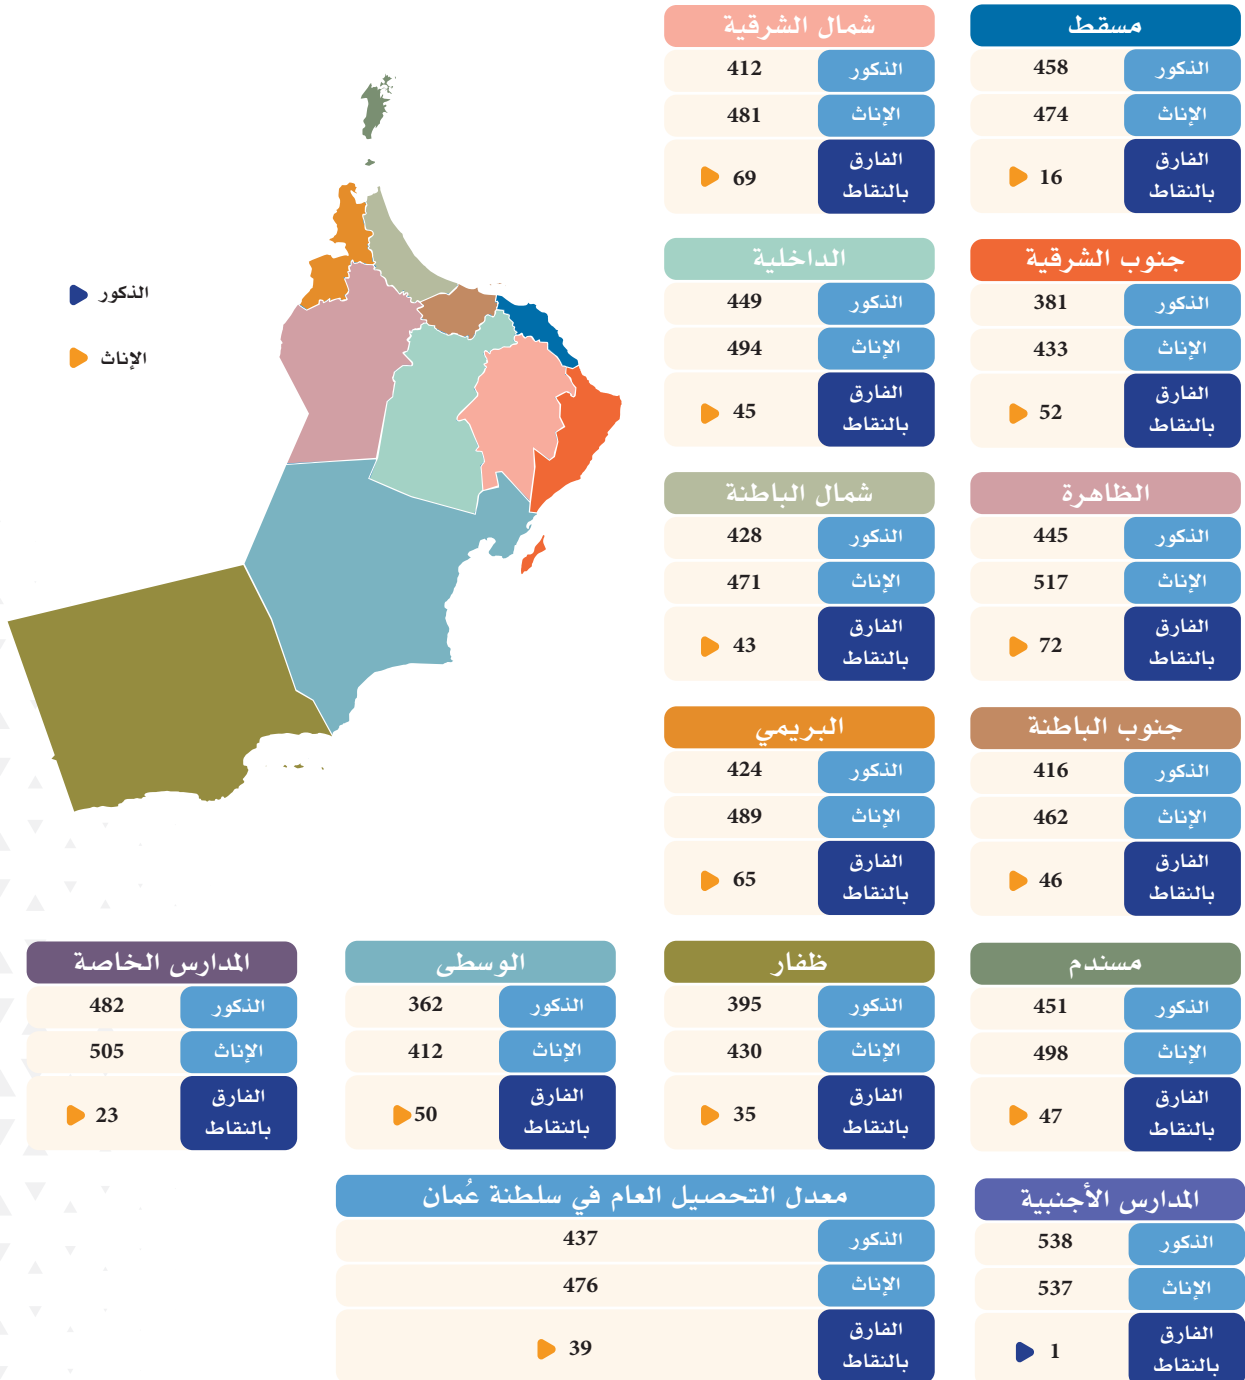 مسقط
الذكور 458
الإناث 474
الفارق بالنقاط 16
شمال الشرقية
الذكور 412
الإناث 481
الفارق بالنقاط 69
الذكور
الإناث
جنوب الشرقية
الذكور 381
الإناث 433
الفارق بالنقاط 52
الداخلية
الذكور 449
الإناث 494
الفارق بالنقاط 45
الظاهرة
الذكور 445
الإناث 517
الفارق بالنقاط 72
شمال الباطنة
الذكور 428
الإناث 471
الفارق بالنقاط 43
جنوب الباطنة
الذكور 416
الإناث 462
الفارق بالنقاط 46
البريمي
الذكور 424
الإناث 489
الفارق بالنقاط 65
مسندم
الذكور 451
الإناث 498
الفارق بالنقاط 47
ظفار
الذكور 395
الإناث 430
الفارق بالنقاط 35
الوسطى
الذكور 362
الإناث 412
الفارق بالنقاط 50
المدارس الخاصة
الذكور 482
الإناث 505
الفارق بالنقاط 23
المدارس الأجنبية
الذكور 538
الإناث 537
الفارق بالنقاط 1
معدل التحصيل العام في سلطنة عُمان
الذكور 437
الإناث 476
الفارق بالنقاط 39